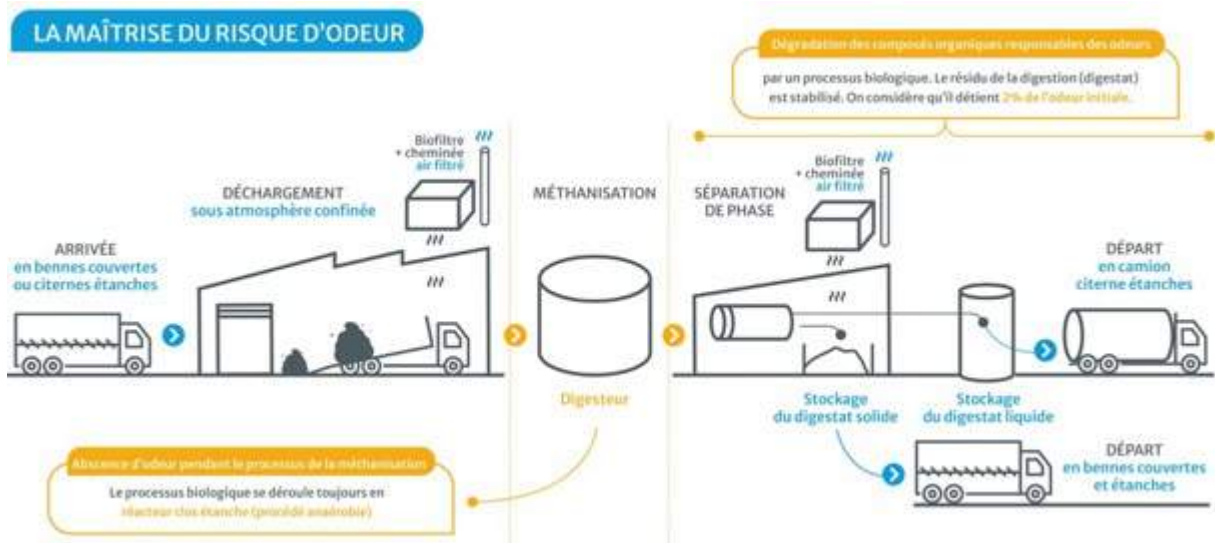 LA MAÎTRISE DU RISQUE D'ODEUR
Dégradation des composés organiques responsables des odeurs
par un processus biologique. Le résidu de la digestion (digestat)
est stabilisé. On considère qu'il détient 2% de l'odeur initiale.
Biofiltre
+ cheminée
air filtré
DÉCHARGEMENT
sous atmosphère confinée
ARRIVÉE
en bennes couvertes
ou citernes étanches
MÉTHANISATION
Digesteur
SÉPARATION
DE PHASE
Biofiltre
+ cheminée
air filtré
DÉPART
en camion
citerne étanches
Stockage
du digestat solide
Stockage
du digestat liquide
DÉPART
en bennes couvertes
et étanches
Abscence d'odeur pendant le processus de la méthanisation
Le processus biologique se déroule toujours en
réacteur clos étanche (procédé anaérobie)